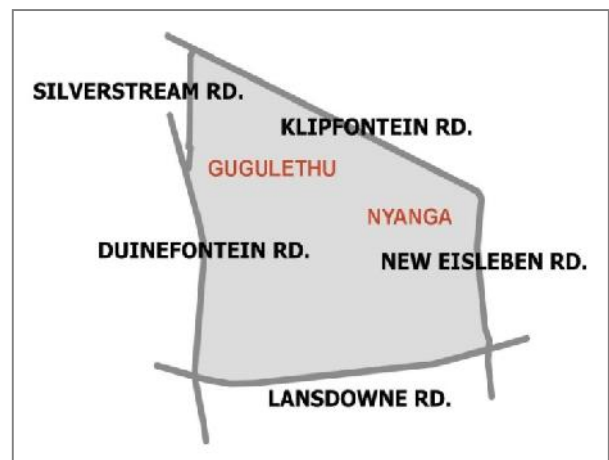 SILVERSTREAM RD.
KLIPFONTEIN RD.
GUGULETHU
NYANGA
DUINEFONTEIN RD.
NEW EISLEBEN RD.
LANSDOWNE RD.